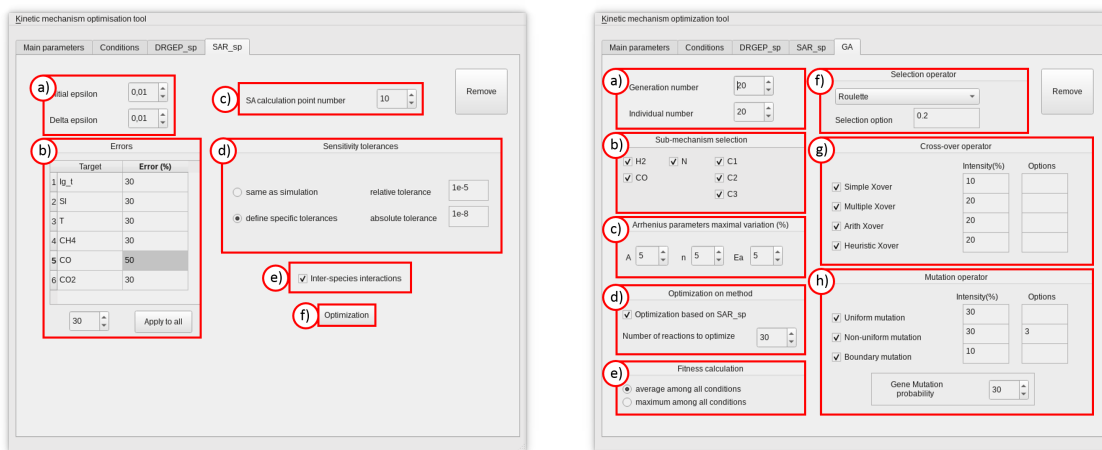 Kinetic mechanism optimisation tool
Main parameters Conditions DRGEP_sp SAR_sp
a)
Initial epsilon 0,01
Delta epsilon 0,01
c) SA calculation point number 10
Remove
b) Errors
Target Error (%)
1 Ig_t 30
2 Sl 30
3 T 30
4 CH4 30
5 CO 50
6 CO2 30
30 Apply to all
d) Sensitivity tolerances
same as simulation relative tolerance 1e-5
define specific tolerances absolute tolerance 1e-8
e) Inter-species interactions
f) Optimization
Kinetic mechanism optimization tool
Main parameters Conditions DRGEP_sp SAR_sp GA
a)
Generation number 20
Individual number 20
b) Sub-mechanism selection
H2 N C1
CO C2
C3
c) Arrhenius parameters maximal variation (%)
A 5 n 5 Ea 5
d) Optimization on method
Optimization based on SAR_sp
Number of reactions to optimize 30
e) Fitness calculation
average among all conditions
maximum among all conditions
f) Selection operator
Roulette
Selection option 0.2
Remove
g) Cross-over operator
Intensity(%) Options
Simple Xover 10
Multiple Xover 20
Arith Xover 20
Heuristic Xover 20
h) Mutation operator
Intensity(%) Options
Uniform mutation 30
Non-uniform mutation 30 3
Boundary mutation 10
Gene Mutation
probability 30